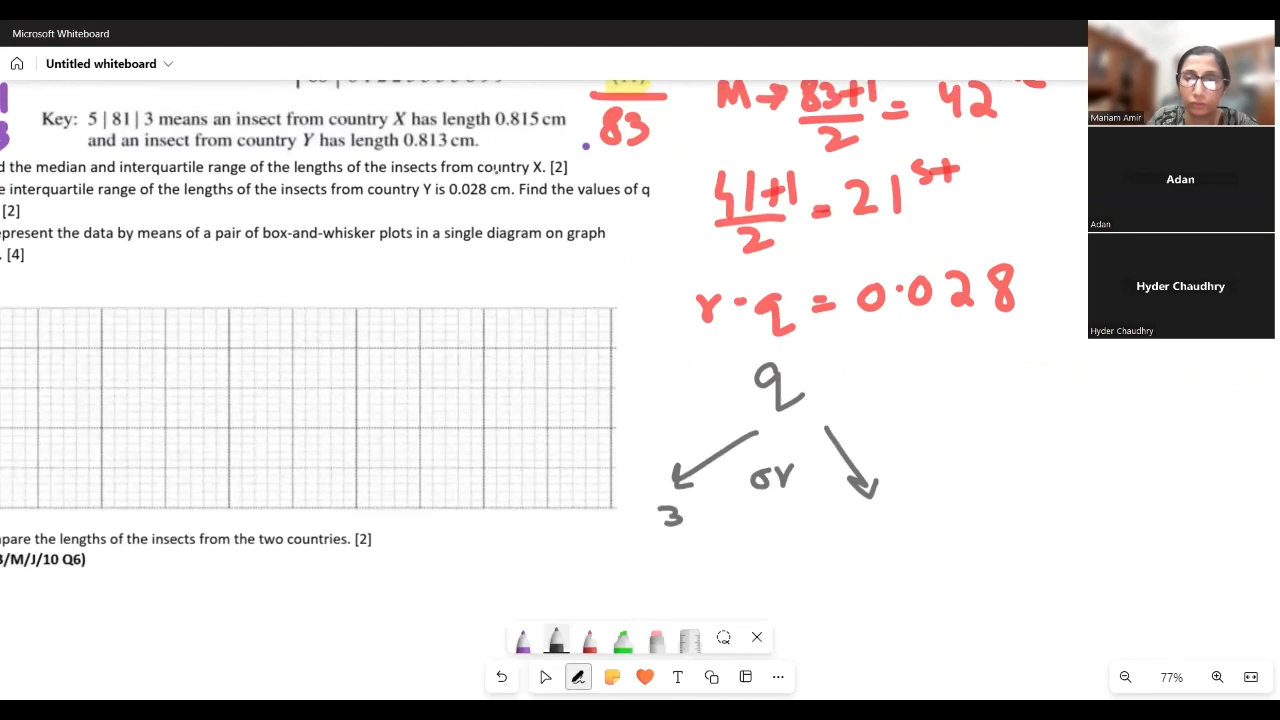 Microsoft Whiteboard
Untitled whiteboard
Key: 5 | 81 | 3 means an insect from country X has length 0.815 cm
and an insect from country Y has length 0.813 cm.
d the median and interquartile range of the lengths of the insects from country X. [2]
e interquartile range of the lengths of the insects from country Y is 0.028 cm. Find the values of q
[2]
epresent the data by means of a pair of box-and-whisker plots in a single diagram on graph
. [4]
npare the lengths of the insects from the two countries. [2]
3/M/J/10 Q6)
83
M → 83+1/2 = 42
41+1/2 = 21st
r - q = 0.028
q
or
3
Mariam Amir
Adan
Adan
Hyder Chaudhry
Hyder Chaudhry
T
77%